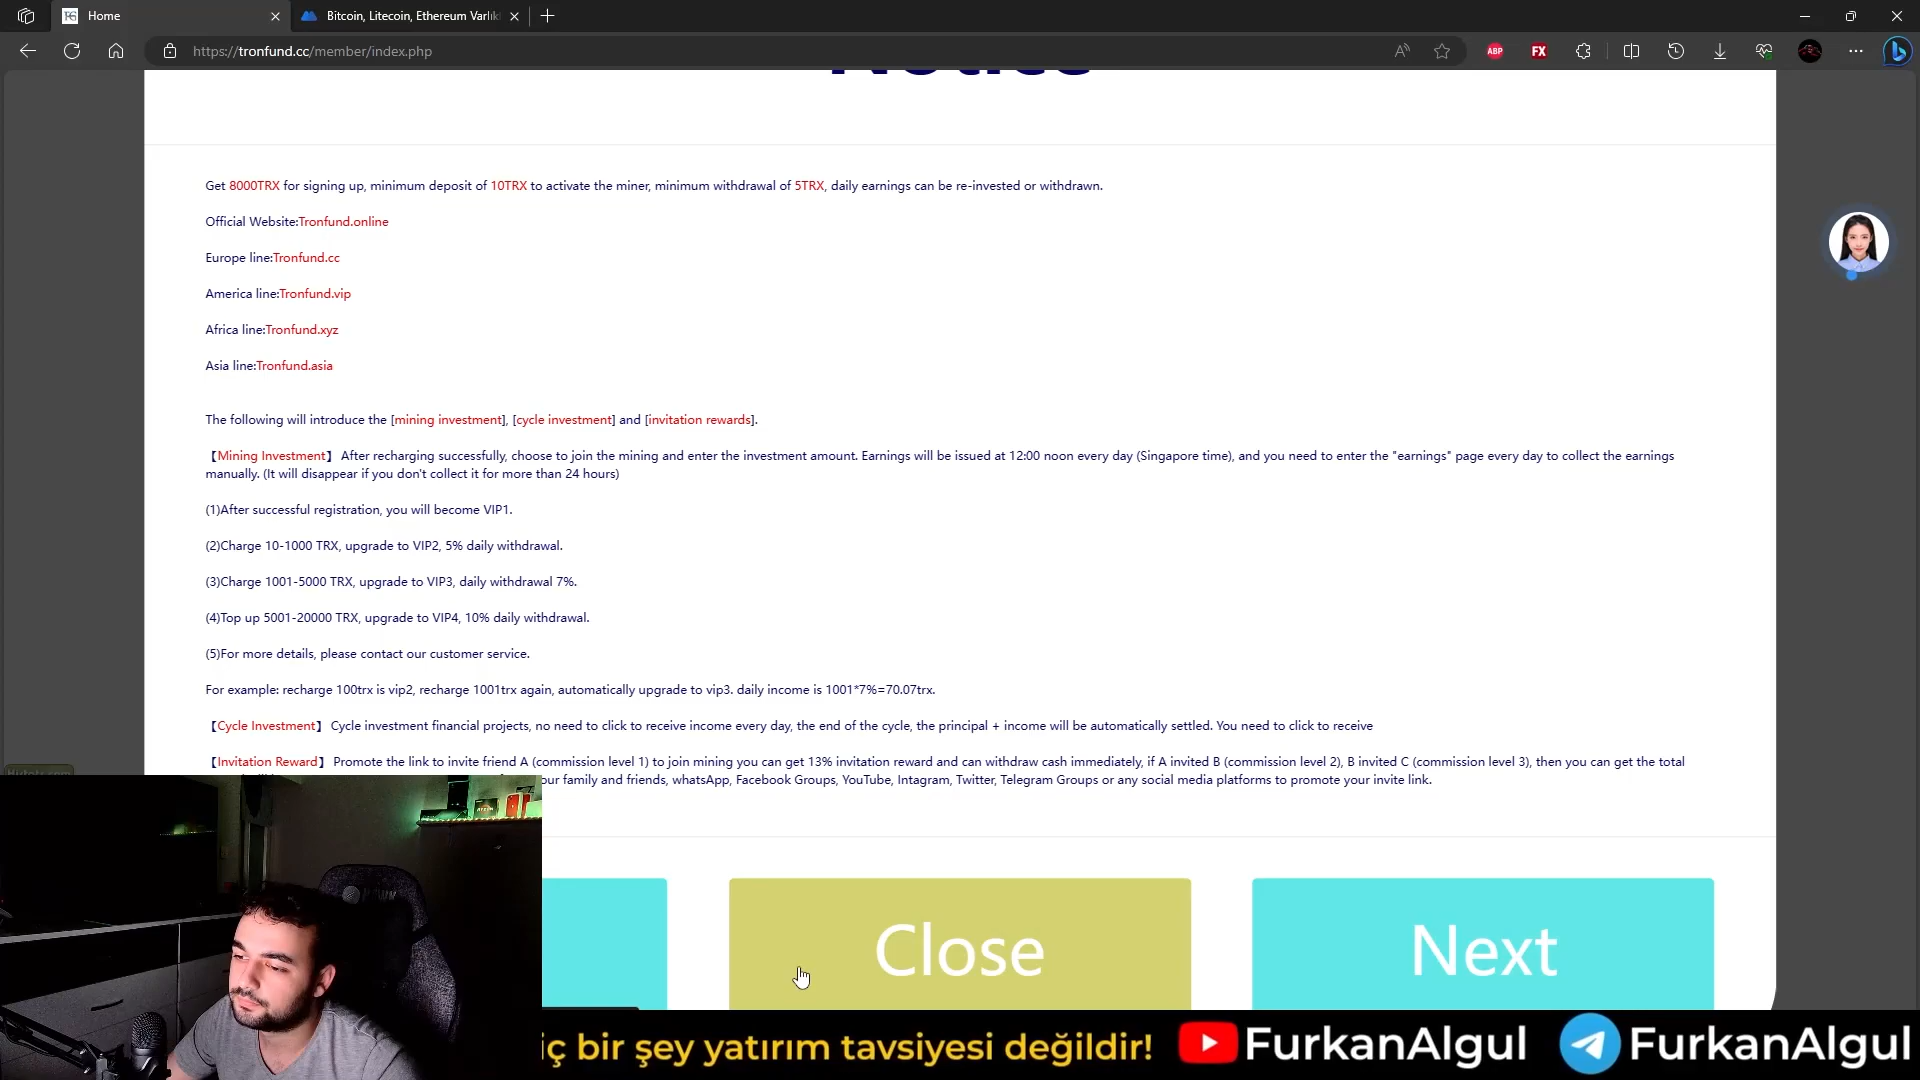 Home
Bitcoin, Litecoin, Ethereum Varlık
https://tronfund.cc/member/index.php
ABP
FX
Notice
Get 8000TRX for signing up, minimum deposit of 10TRX to activate the miner, minimum withdrawal of 5TRX, daily earnings can be re-invested or withdrawn.
Official Website:Tronfund.online
Europe line:Tronfund.cc
America line:Tronfund.vip
Africa line:Tronfund.xyz
Asia line:Tronfund.asia
The following will introduce the [mining investment], [cycle investment] and [invitation rewards].
【Mining Investment】 After recharging successfully, choose to join the mining and enter the investment amount. Earnings will be issued at 12:00 noon every day (Singapore time), and you need to enter the "earnings" page every day to collect the earnings
manually. (It will disappear if you don't collect it for more than 24 hours)
(1)After successful registration, you will become VIP1.
(2)Charge 10-1000 TRX, upgrade to VIP2, 5% daily withdrawal.
(3)Charge 1001-5000 TRX, upgrade to VIP3, daily withdrawal 7%.
(4)Top up 5001-20000 TRX, upgrade to VIP4, 10% daily withdrawal.
(5)For more details, please contact our customer service.
For example: recharge 100trx is vip2, recharge 1001trx again, automatically upgrade to vip3. daily income is 1001*7%=70.07trx.
【Cycle Investment】 Cycle investment financial projects, no need to click to receive income every day, the end of the cycle, the principal + income will be automatically settled. You need to click to receive
【Invitation Reward】 Promote the link to invite friend A (commission level 1) to join mining you can get 13% invitation reward and can withdraw cash immediately, if A invited B (commission level 2), B invited C (commission level 3), then you can get the total
our family and friends, whatsApp, Facebook Groups, YouTube, Intagram, Twitter, Telegram Groups or any social media platforms to promote your invite link.
Close
Next
iç bir şey yatırım tavsiyesi değildir!
FurkanAlgul
FurkanAlgul